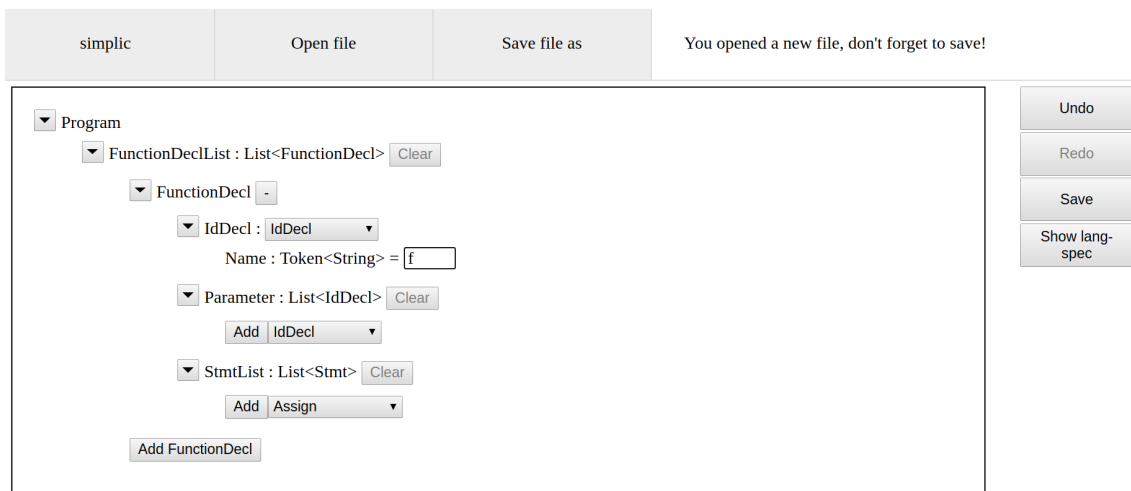 simplic Open file Save file as You opened a new file, don't forget to save!
Program
FunctionDeclList : List<FunctionDecl> Clear
FunctionDecl -
IdDecl : IdDecl
Name : Token<String> = f
Parameter : List<IdDecl> Clear
Add IdDecl
StmtList : List<Stmt> Clear
Add Assign
Add FunctionDecl
Undo
Redo
Save
Show lang-
spec